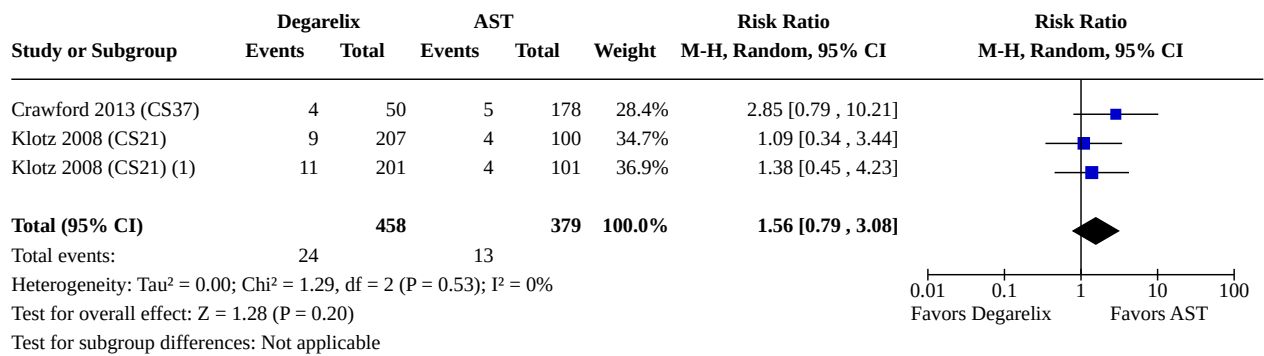 Degarelix AST Risk Ratio Risk Ratio
Study or Subgroup Events Total Events Total Weight M-H, Random, 95% CI M-H, Random, 95% CI
Crawford 2013 (CS37) 4 50 5 178 28.4% 2.85 [0.79 , 10.21]
Klotz 2008 (CS21) 9 207 4 100 34.7% 1.09 [0.34 , 3.44]
Klotz 2008 (CS21) (1) 11 201 4 101 36.9% 1.38 [0.45 , 4.23]
Total (95% CI) 458 379 100.0% 1.56 [0.79 , 3.08]
Total events: 24 13
Heterogeneity: Tau² = 0.00; Chi² = 1.29, df = 2 (P = 0.53); I² = 0%
Test for overall effect: Z = 1.28 (P = 0.20)
Test for subgroup differences: Not applicable
0.01 0.1 1 10 100
Favors Degarelix Favors AST